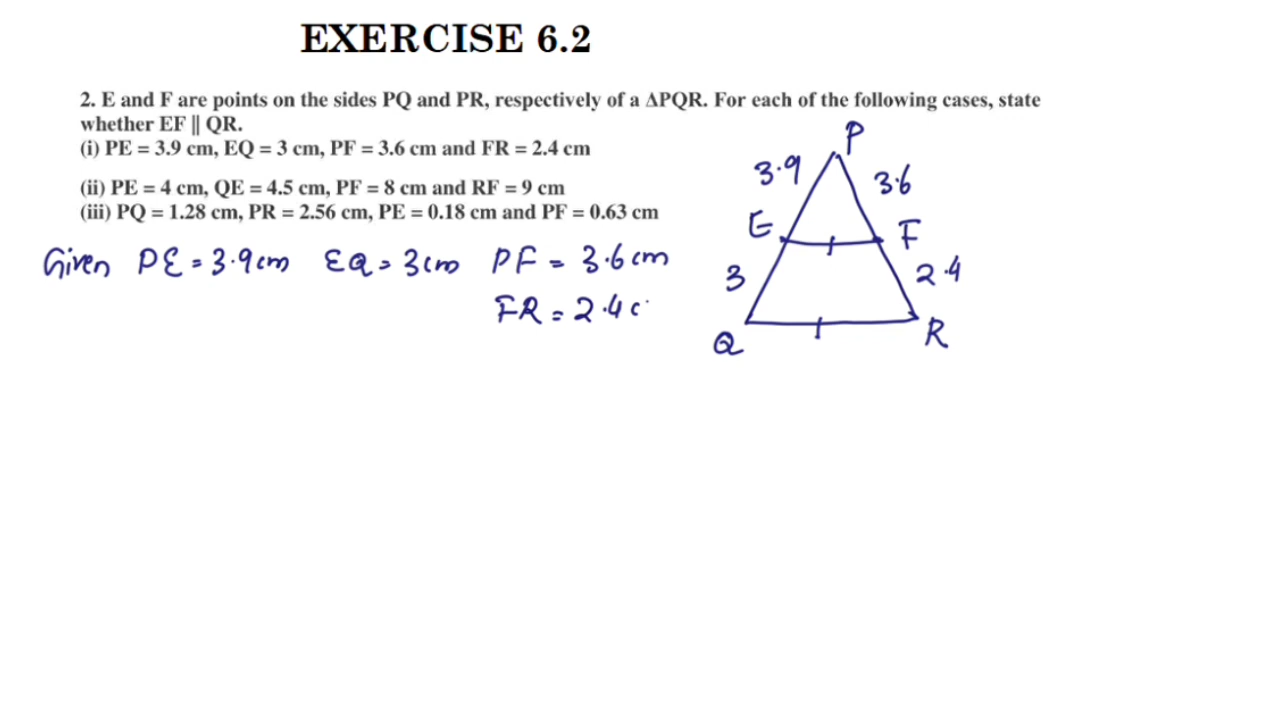 EXERCISE 6.2
2. E and F are points on the sides PQ and PR, respectively of a ΔPQR. For each of the following cases, state
whether EF || QR.
(i) PE = 3.9 cm, EQ = 3 cm, PF = 3.6 cm and FR = 2.4 cm
(ii) PE = 4 cm, QE = 4.5 cm, PF = 8 cm and RF = 9 cm
(iii) PQ = 1.28 cm, PR = 2.56 cm, PE = 0.18 cm and PF = 0.63 cm
Given PE = 3.9cm EQ = 3cm PF = 3.6cm
FR = 2.4 c
P
3.9 3.6
E F
3 2.4
Q R